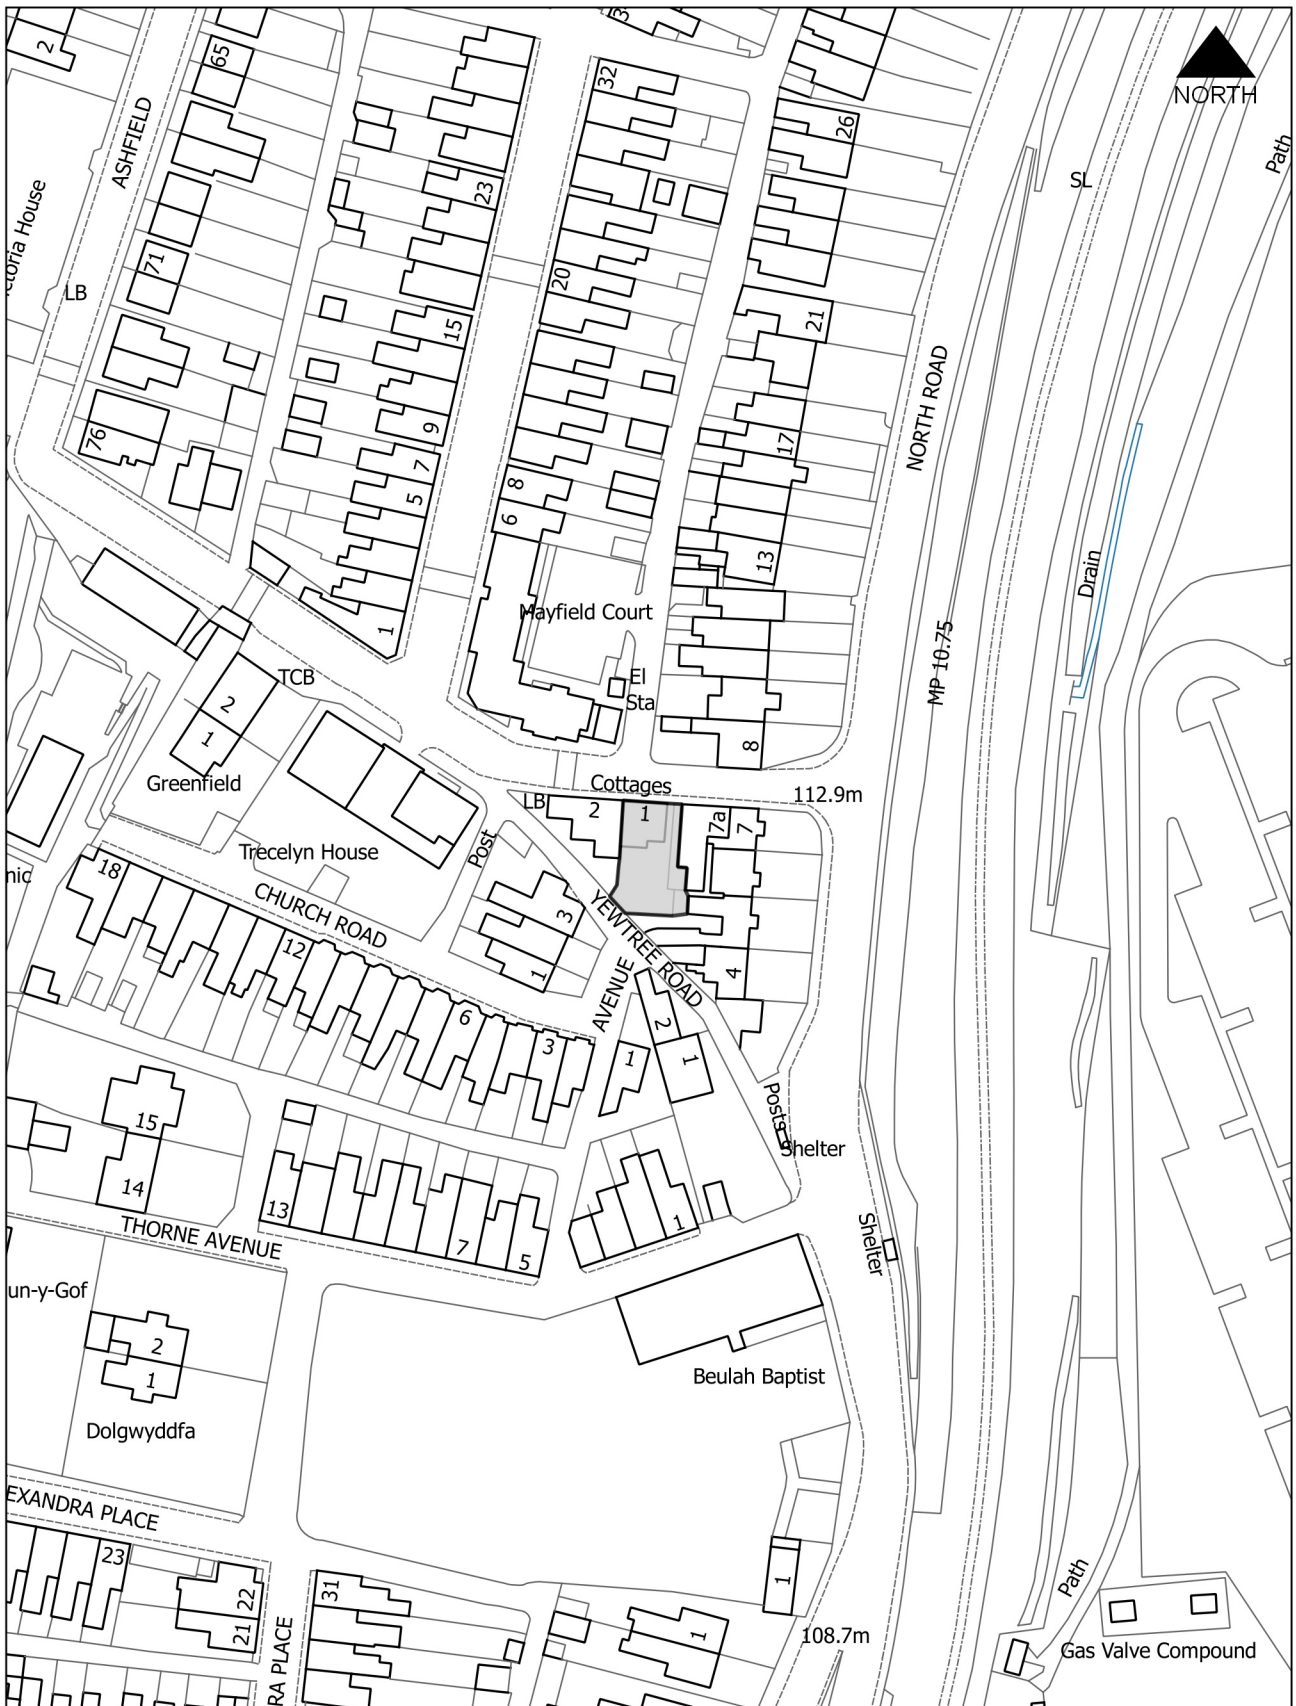 2
65
32
3
26
NORTH
ASHFIELD
Path
SL
23
ctoria House
71
LB
20
15
21
NORTH ROAD
76
9
17
7
8
5
6
13
Drain
Mayfield Court
1
TCB
El
Sta
MP 10.75
2
1
8
Greenfield
Cottages
112.9m
LB
2
1
7a
7
Post
Trecelyn House
18
nic
CHURCH ROAD
3
YEWTREE ROAD
12
1
4
AVENUE
6
3
2
1
1
15
Posts
Shelter
14
13
THORNE AVENUE
7
5
1
Shelter
un-y-Gof
2
1
Beulah Baptist
Dolgwyddfa
EXANDRA PLACE
23
22
21
31
1
1
Path
108.7m
Gas Valve Compound
RA PLACE